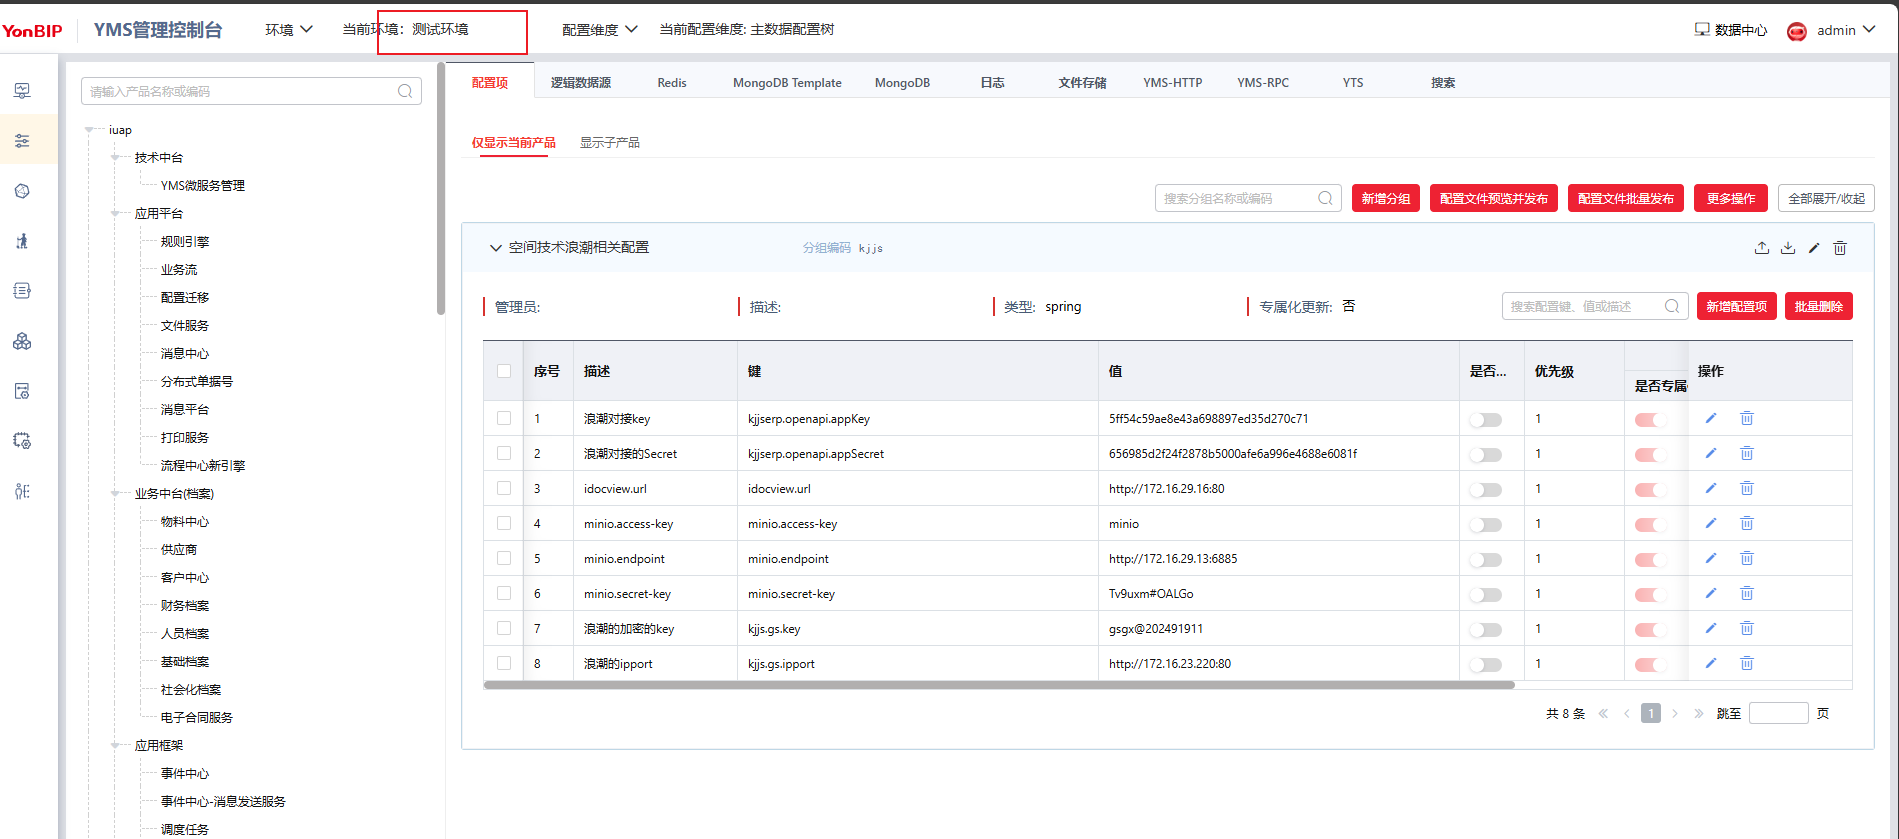 YonBIP YMS管理控制台 环境 当前环境：测试环境 配置维度 当前配置维度: 主数据配置树 数据中心 admin
请输入产品名称或编码
iuap
技术中台
YMS微服务管理
应用平台
规则引擎
业务流
配置迁移
文件服务
消息中心
分布式单据号
消息平台
打印服务
流程中心新引擎
业务中台(档案)
物料中心
供应商
客户中心
财务档案
人员档案
基础档案
社会化档案
电子合同服务
应用框架
事件中心
事件中心-消息发送服务
调度任务
配置项 逻辑数据源 Redis MongoDB Template MongoDB 日志 文件存储 YMS-HTTP YMS-RPC YTS 搜索
仅显示当前产品 显示子产品
搜索分组名称或编码 新增分组 配置文件预览并发布 配置文件批量发布 更多操作 全部展开/收起
空间技术浪潮相关配置 分组编码 kjjs
管理员: 描述: 类型: spring 专属化更新: 否 搜索配置键、值或描述 新增配置项 批量删除
序号 描述 键 值 是否... 优先级 是否专属 操作
1 浪潮对接key kjjserp.openapi.appKey 5ff54c59ae8e43a698897ed35d270c71 1
2 浪潮对接的Secret kjjserp.openapi.appSecret 656985d2f24f2878b5000afe6a996e4688e6081f 1
3 idocview.url idocview.url http://172.16.29.16:80 1
4 minio.access-key minio.access-key minio 1
5 minio.endpoint minio.endpoint http://172.16.29.13:6885 1
6 minio.secret-key minio.secret-key Tv9uxm#OALGo 1
7 浪潮的加密的key kjjs.gs.key gsgx@202491911 1
8 浪潮的ipport kjjs.gs.ipport http://172.16.23.220:80 1
共 8 条 1 跳至 页